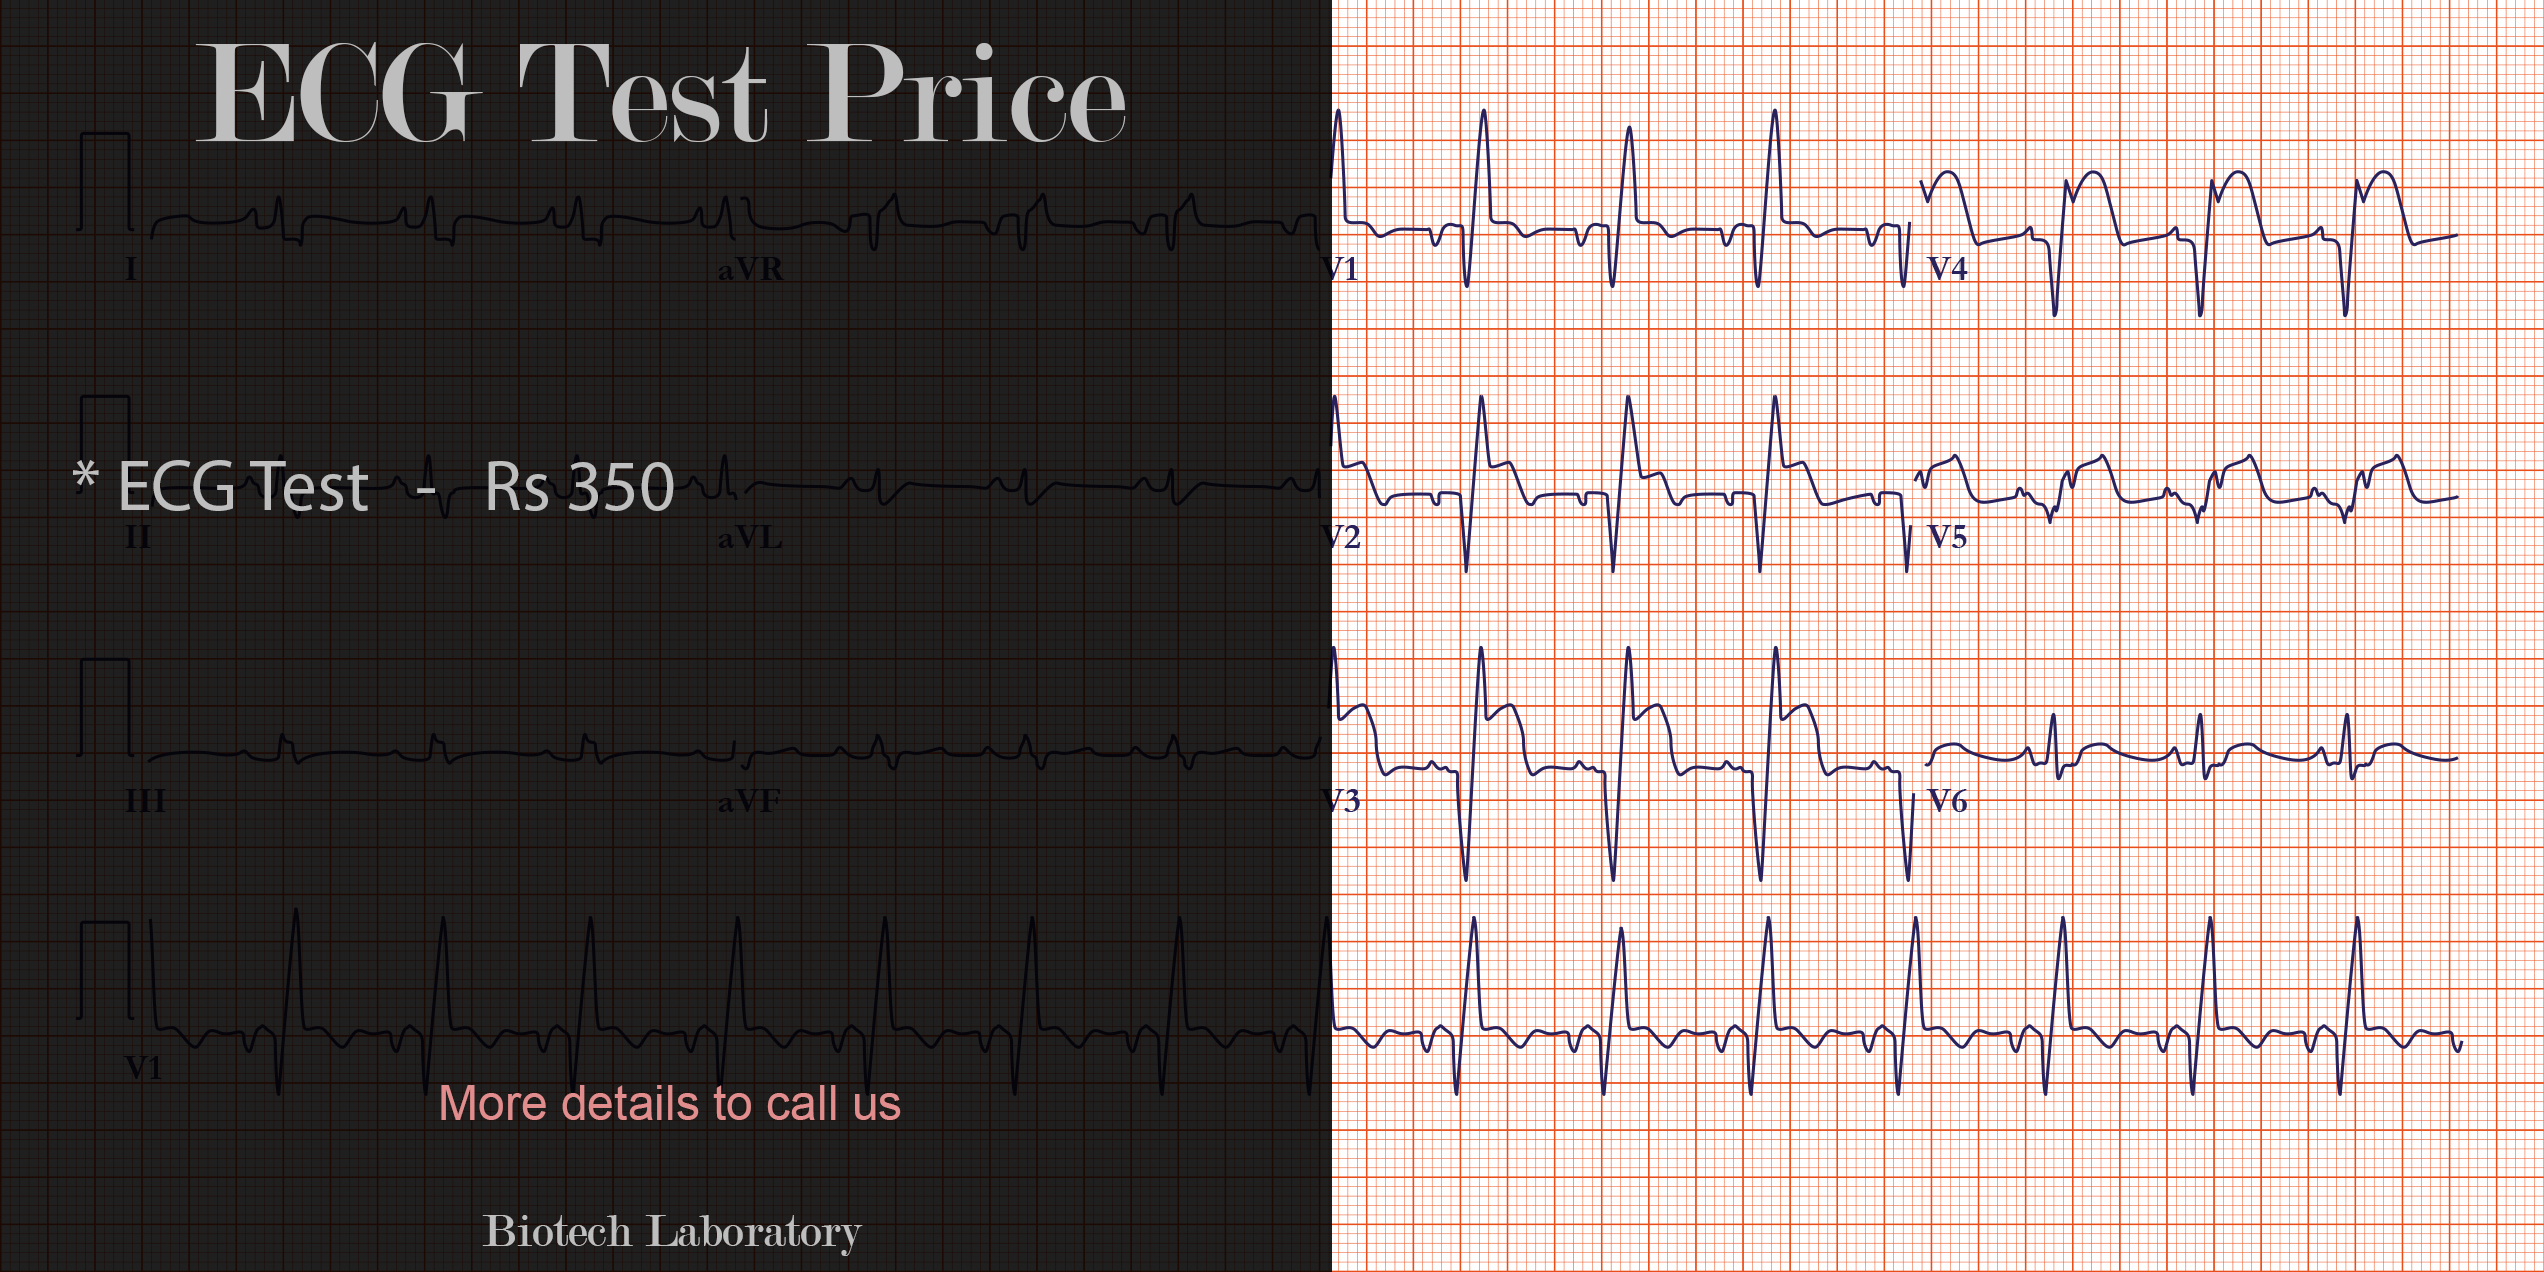 ECG Test Price
I
aVR
V1
V4
* ECG Test - Rs 350
II
aVL
V2
V5
III
aVF
V3
V6
V1
More details to call us
Biotech Laboratory